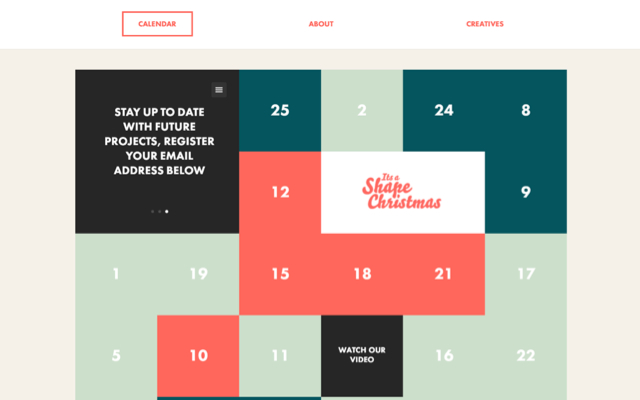 CALENDAR
ABOUT
CREATIVES
STAY UP TO DATE
WITH FUTURE
PROJECTS, REGISTER
YOUR EMAIL
ADDRESS BELOW
25
2
24
8
12
Its a
Shape
Christmas
9
1
19
15
18
21
17
5
10
11
WATCH OUR
VIDEO
16
22